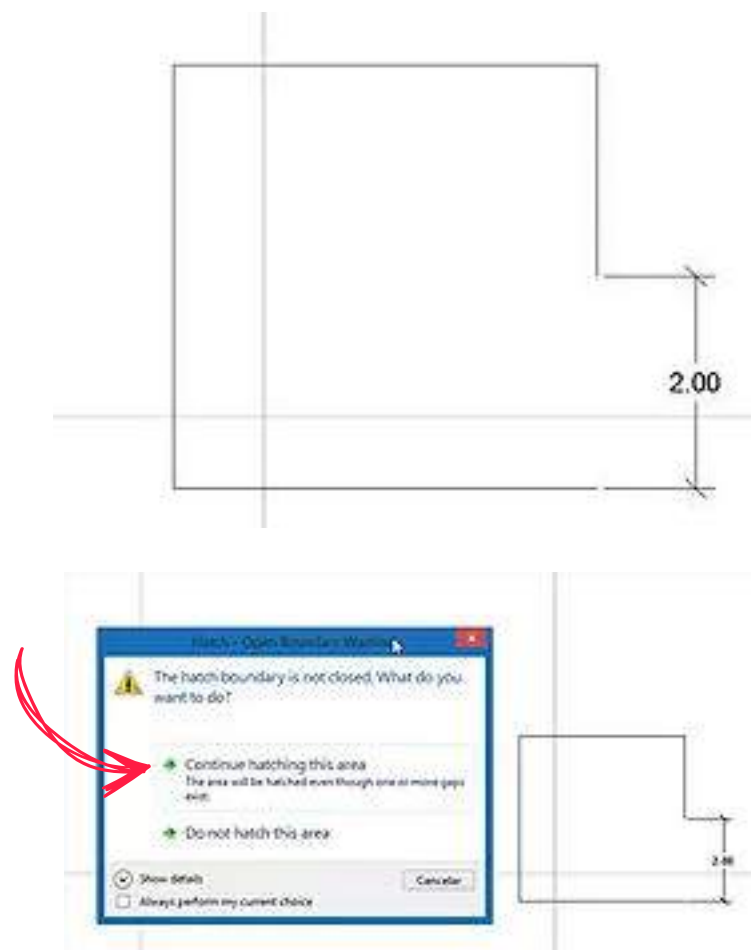 2.00
Hatch - Open Boundary Warning
The hatch boundary is not closed. What do you
want to do?
Continue hatching this area
The area will be hatched even though one or more gaps
exist.
Do not hatch this area
Show details
Cancelar
Always perform my current choice
2.00